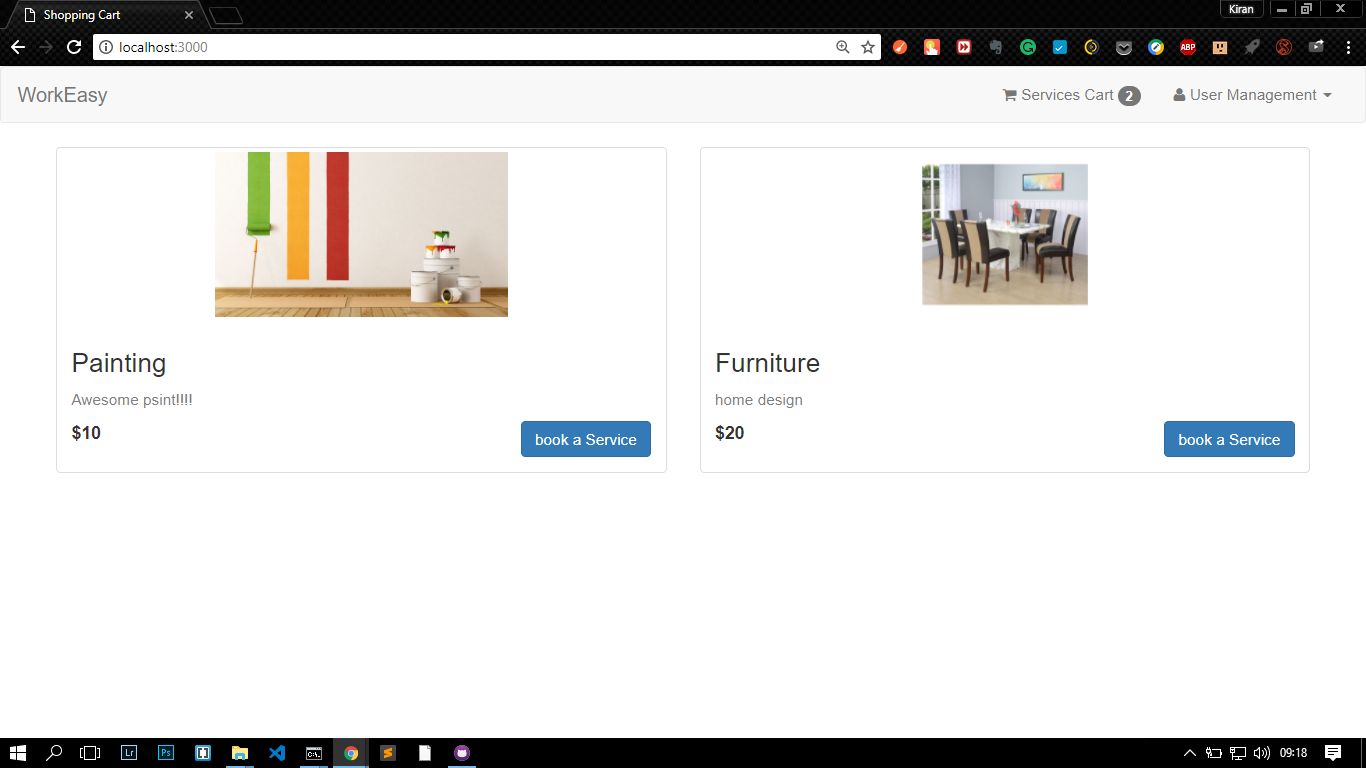 Shopping Cart
Kiran
localhost:3000
ABP
WorkEasy
Services Cart 2
User Management
Painting
Awesome psint!!!!
$10
book a Service
Furniture
home design
$20
book a Service
Lr
Ps
C:\.
09:18